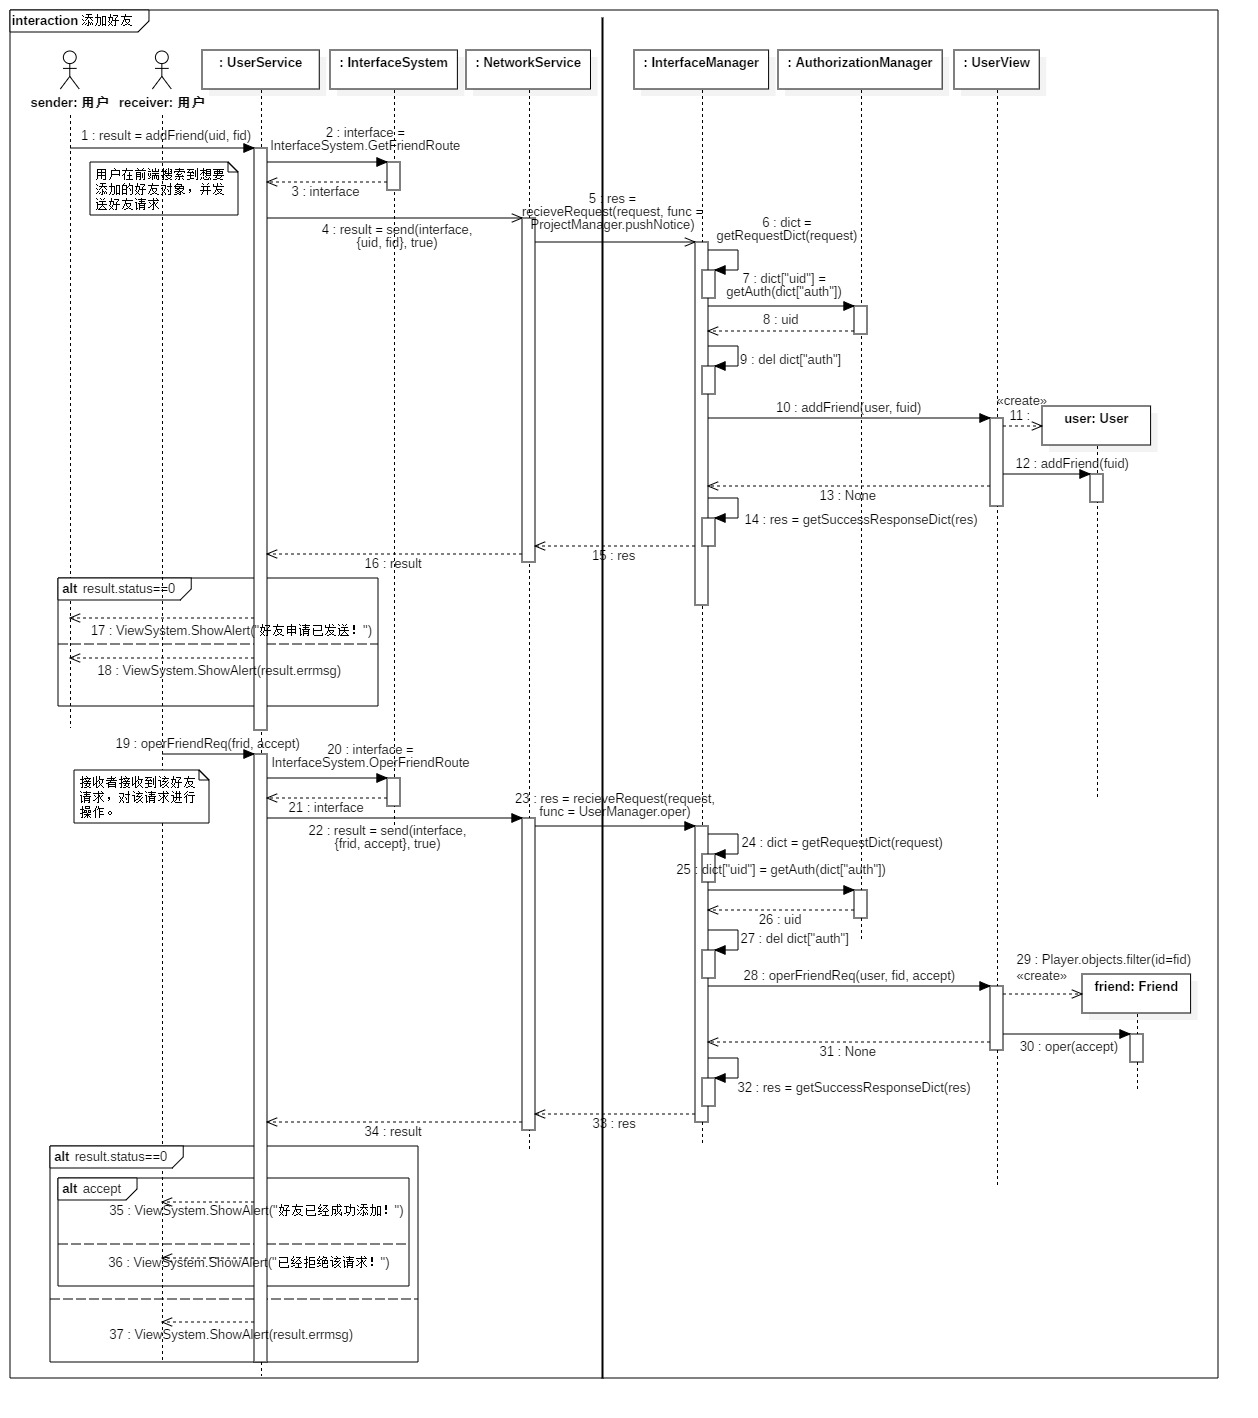 interaction 添加好友
: UserService
: InterfaceSystem
: NetworkService
: InterfaceManager
: AuthorizationManager
: UserView
sender: 用户
receiver: 用户
1 : result = addFriend(uid, fid)
2 : interface =
InterfaceSystem.GetFriendRoute
用户在前端搜索到想要
添加的好友对象，并发
送好友请求
3 : interface
4 : result = send(interface,
{uid, fid}, true)
5 : res =
recieveRequest(request, func =
ProjectManager.pushNotice)
6 : dict =
getRequestDict(request)
7 : dict["uid"] =
getAuth(dict["auth"])
8 : uid
9 : del dict["auth"]
10 : addFriend(user, fuid)
«create»
11 :
user: User
12 : addFriend(fuid)
13 : None
14 : res = getSuccessResponseDict(res)
15 : res
16 : result
alt result.status==0
17 : ViewSystem.ShowAlert("好友申请已发送！")
18 : ViewSystem.ShowAlert(result.errmsg)
19 : operFriendReq(frid, accept)
20 : interface =
InterfaceSystem.OperFriendRoute
接收者接收到该好友
请求，对该请求进行
操作。
21 : interface
22 : result = send(interface,
{frid, accept}, true)
23 : res = recieveRequest(request,
func = UserManager.oper)
24 : dict = getRequestDict(request)
25 : dict["uid"] = getAuth(dict["auth"])
26 : uid
27 : del dict["auth"]
28 : operFriendReq(user, fid, accept)
29 : Player.objects.filter(id=fid)
«create»
friend: Friend
30 : oper(accept)
31 : None
32 : res = getSuccessResponseDict(res)
33 : res
34 : result
alt result.status==0
alt accept
35 : ViewSystem.ShowAlert("好友已经成功添加！")
36 : ViewSystem.ShowAlert("已经拒绝该请求！")
37 : ViewSystem.ShowAlert(result.errmsg)